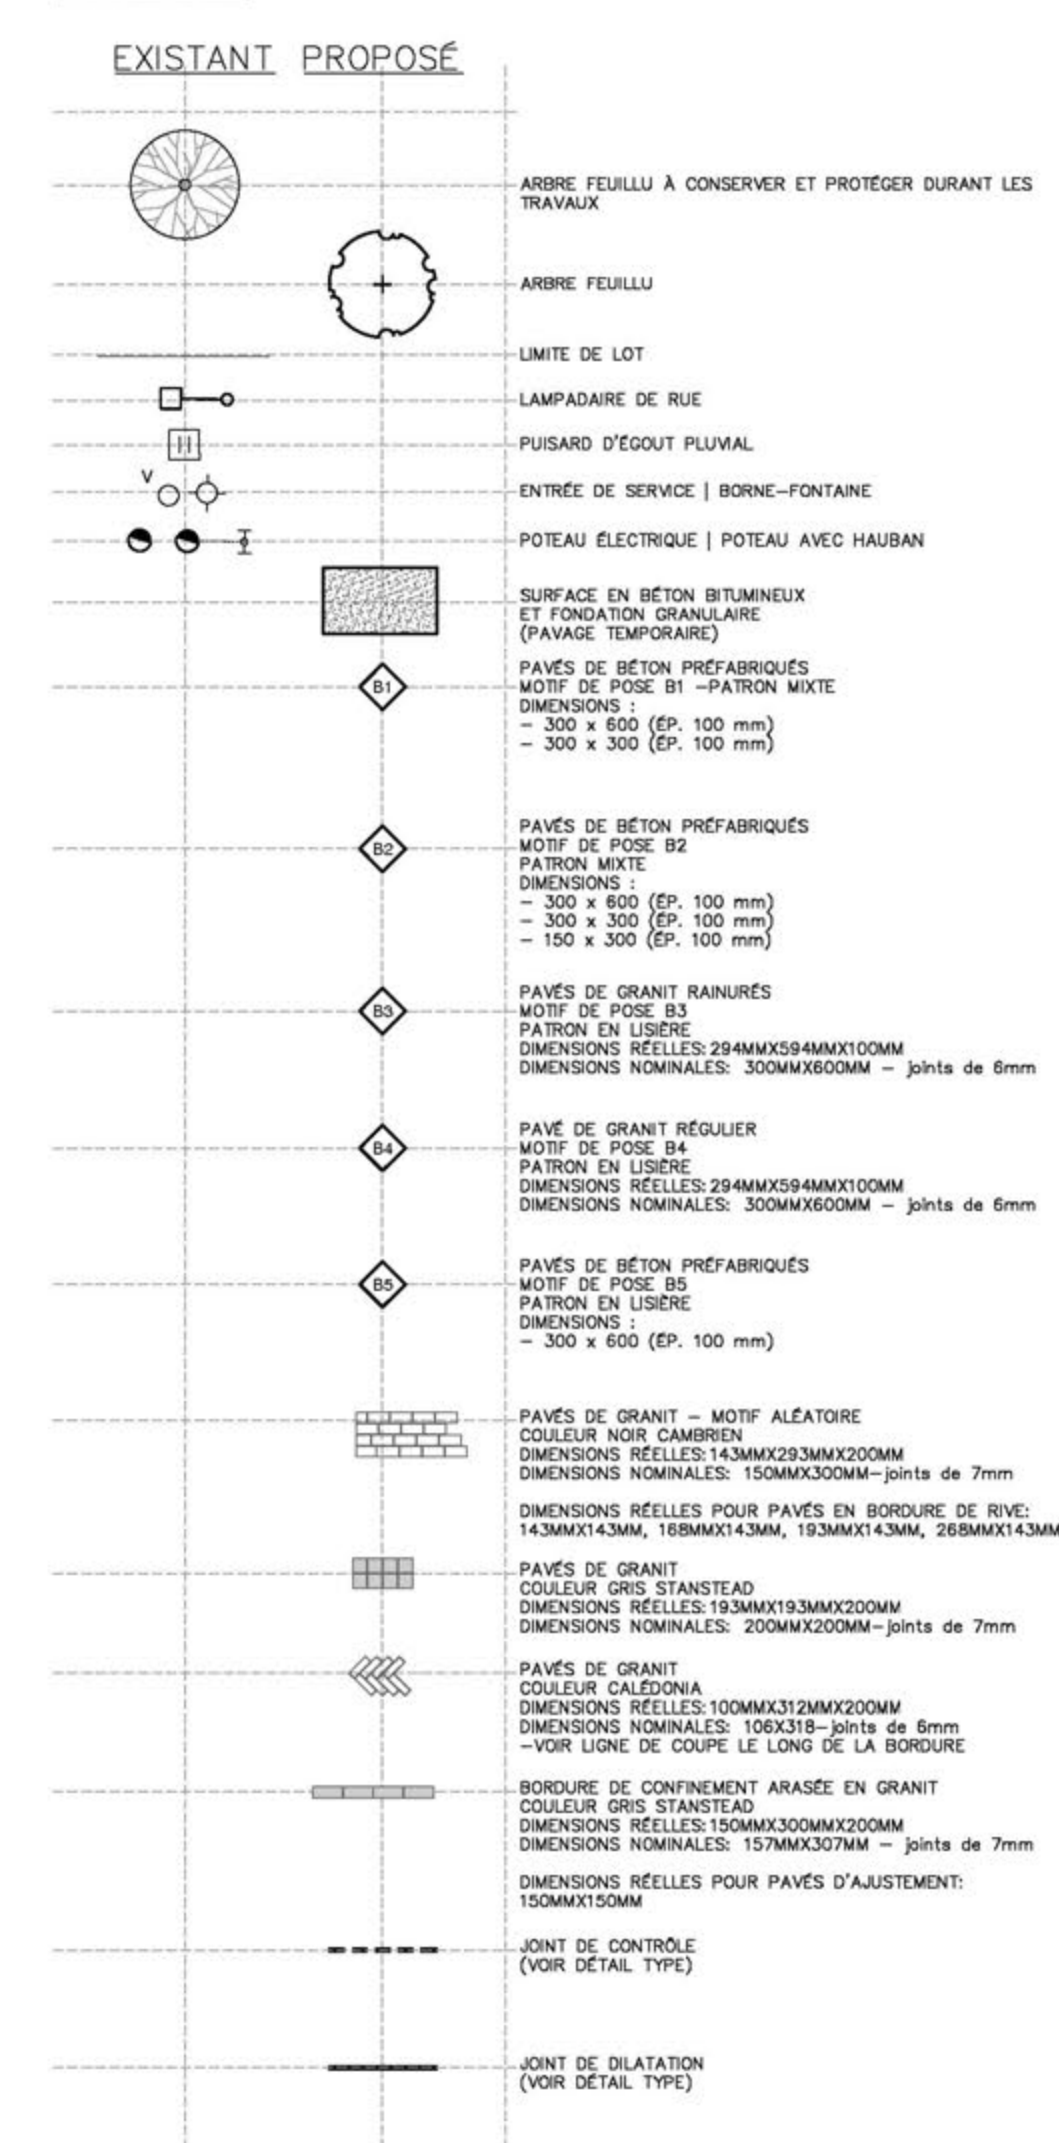 EXISTANT PROPOSÉ
ARBRE FEUILLU À CONSERVER ET PROTÉGER DURANT LES
TRAVAUX
ARBRE FEUILLU
LIMITE DE LOT
LAMPADAIRE DE RUE
PUISARD D'ÉGOUT PLUVIAL
V
ENTRÉE DE SERVICE | BORNE-FONTAINE
POTEAU ÉLECTRIQUE | POTEAU AVEC HAUBAN
SURFACE EN BÉTON BITUMINEUX
ET FONDATION GRANULAIRE
(PAVAGE TEMPORAIRE)
B1
PAVÉS DE BÉTON PRÉFABRIQUÉS
MOTIF DE POSE B1 -PATRON MIXTE
DIMENSIONS :
- 300 x 600 (ÉP. 100 mm)
- 300 x 300 (ÉP. 100 mm)
B2
PAVÉS DE BÉTON PRÉFABRIQUÉS
MOTIF DE POSE B2
PATRON MIXTE
DIMENSIONS :
- 300 x 600 (ÉP. 100 mm)
- 300 x 300 (ÉP. 100 mm)
- 150 x 300 (ÉP. 100 mm)
B3
PAVÉS DE GRANIT RAINURÉS
MOTIF DE POSE B3
PATRON EN LISIÈRE
DIMENSIONS RÉELLES: 294MMX594MMX100MM
DIMENSIONS NOMINALES: 300MMX600MM - joints de 6mm
B4
PAVÉ DE GRANIT RÉGULIER
MOTIF DE POSE B4
PATRON EN LISIÈRE
DIMENSIONS RÉELLES: 294MMX594MMX100MM
DIMENSIONS NOMINALES: 300MMX600MM - joints de 6mm
B5
PAVÉS DE BÉTON PRÉFABRIQUÉS
MOTIF DE POSE B5
PATRON EN LISIÈRE
DIMENSIONS :
- 300 x 600 (ÉP. 100 mm)
PAVÉS DE GRANIT - MOTIF ALÉATOIRE
COULEUR NOIR CAMBRIEN
DIMENSIONS RÉELLES: 143MMX293MMX200MM
DIMENSIONS NOMINALES: 150MMX300MM-joints de 7mm
DIMENSIONS RÉELLES POUR PAVÉS EN BORDURE DE RIVE:
143MMX143MM, 168MMX143MM, 193MMX143MM, 268MMX143MM
PAVÉS DE GRANIT
COULEUR GRIS STANSTEAD
DIMENSIONS RÉELLES: 193MMX193MMX200MM
DIMENSIONS NOMINALES: 200MMX200MM-joints de 7mm
PAVÉS DE GRANIT
COULEUR CALÉDONIA
DIMENSIONS RÉELLES: 100MMX312MMX200MM
DIMENSIONS NOMINALES: 106X318-joints de 6mm
-VOIR LIGNE DE COUPE LE LONG DE LA BORDURE
BORDURE DE CONFINEMENT ARASÉE EN GRANIT
COULEUR GRIS STANSTEAD
DIMENSIONS RÉELLES: 150MMX300MMX200MM
DIMENSIONS NOMINALES: 157MMX307MM - joints de 7mm
DIMENSIONS RÉELLES POUR PAVÉS D'AJUSTEMENT:
150MMX150MM
JOINT DE CONTRÔLE
(VOIR DÉTAIL TYPE)
JOINT DE DILATATION
(VOIR DÉTAIL TYPE)